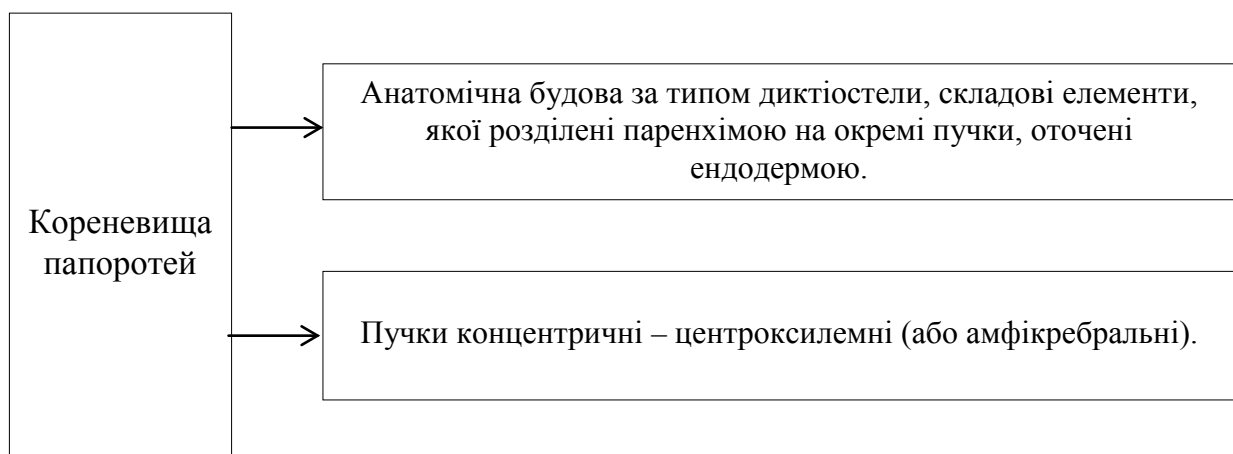 Кореневища
папоротей
Анатомічна будова за типом диктіостели, складові елементи,
якої розділені паренхімою на окремі пучки, оточені
ендодермою.
Пучки концентричні – центроксилемні (або амфікребральні).